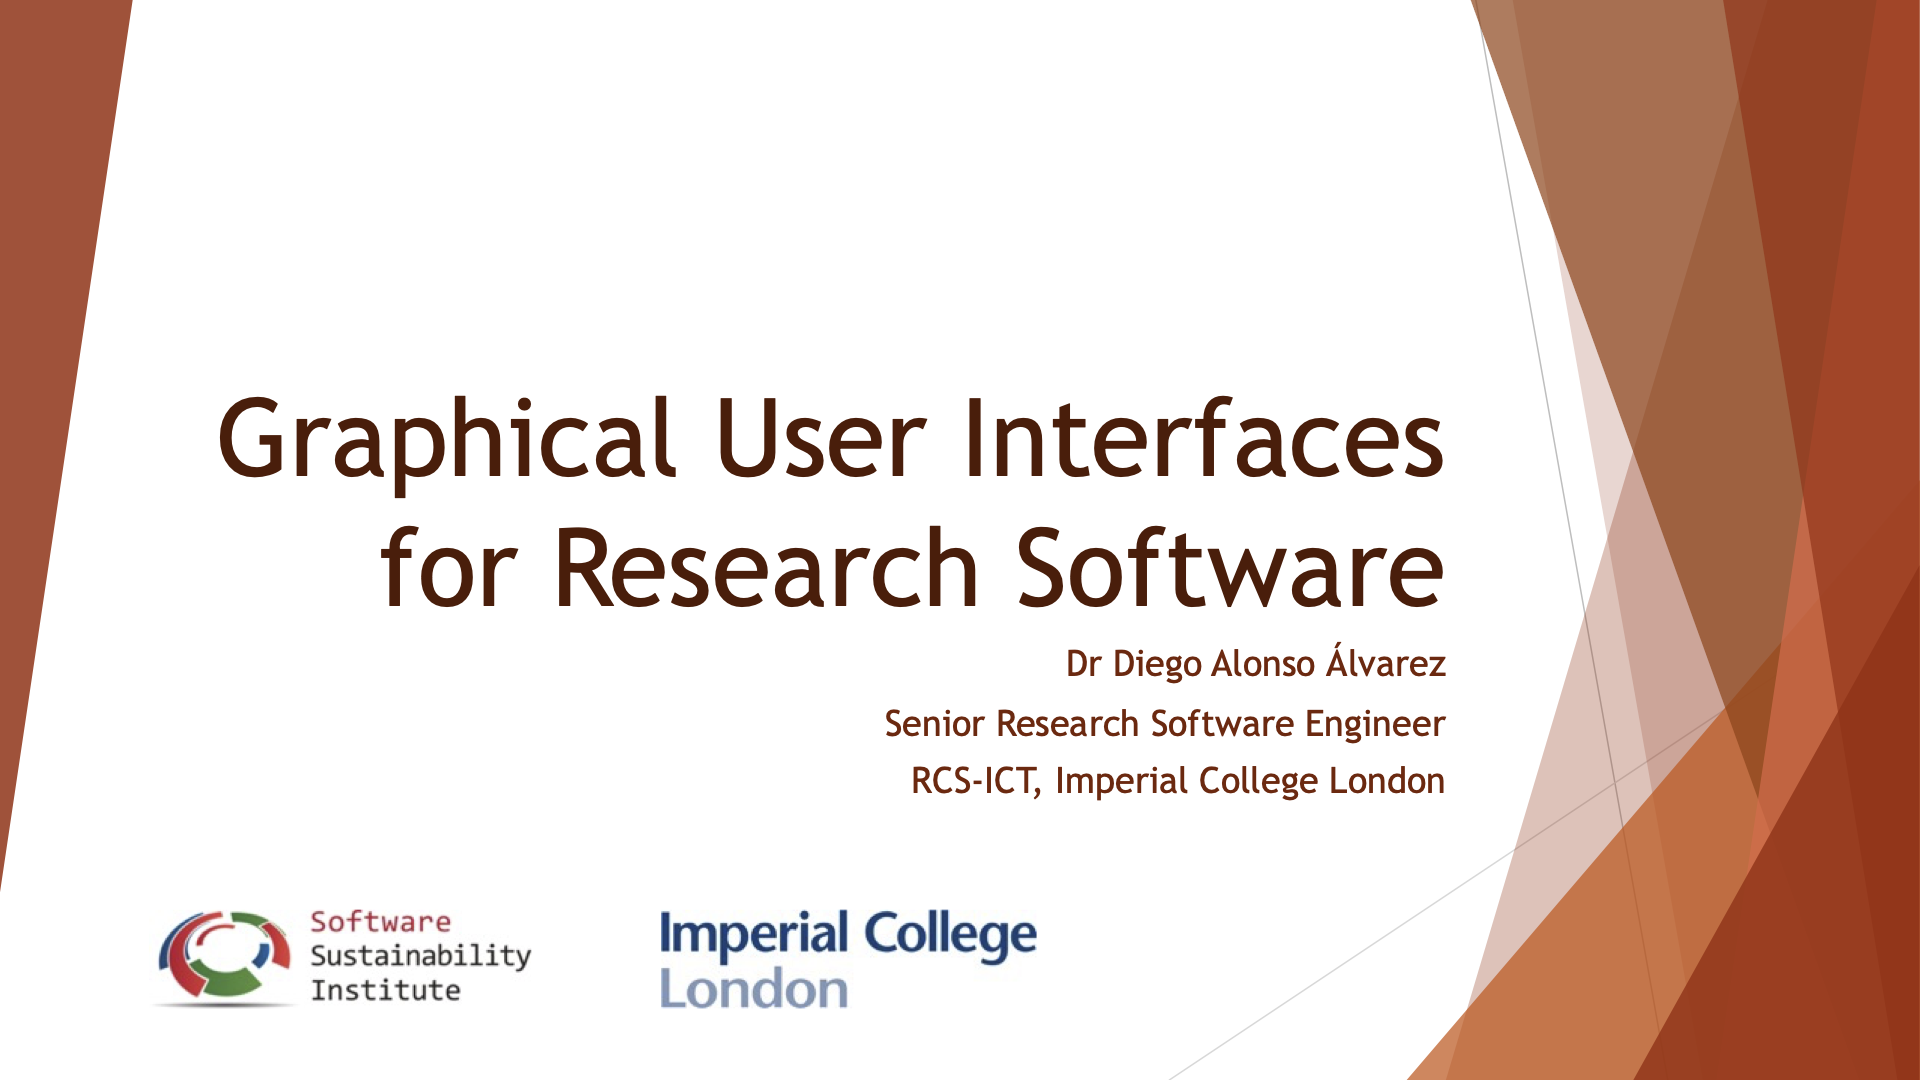 Graphical User Interfaces
for Research Software
Dr Diego Alonso Álvarez
Senior Research Software Engineer
RCS-ICT, Imperial College London
Software
Sustainability
Institute
Imperial College
London